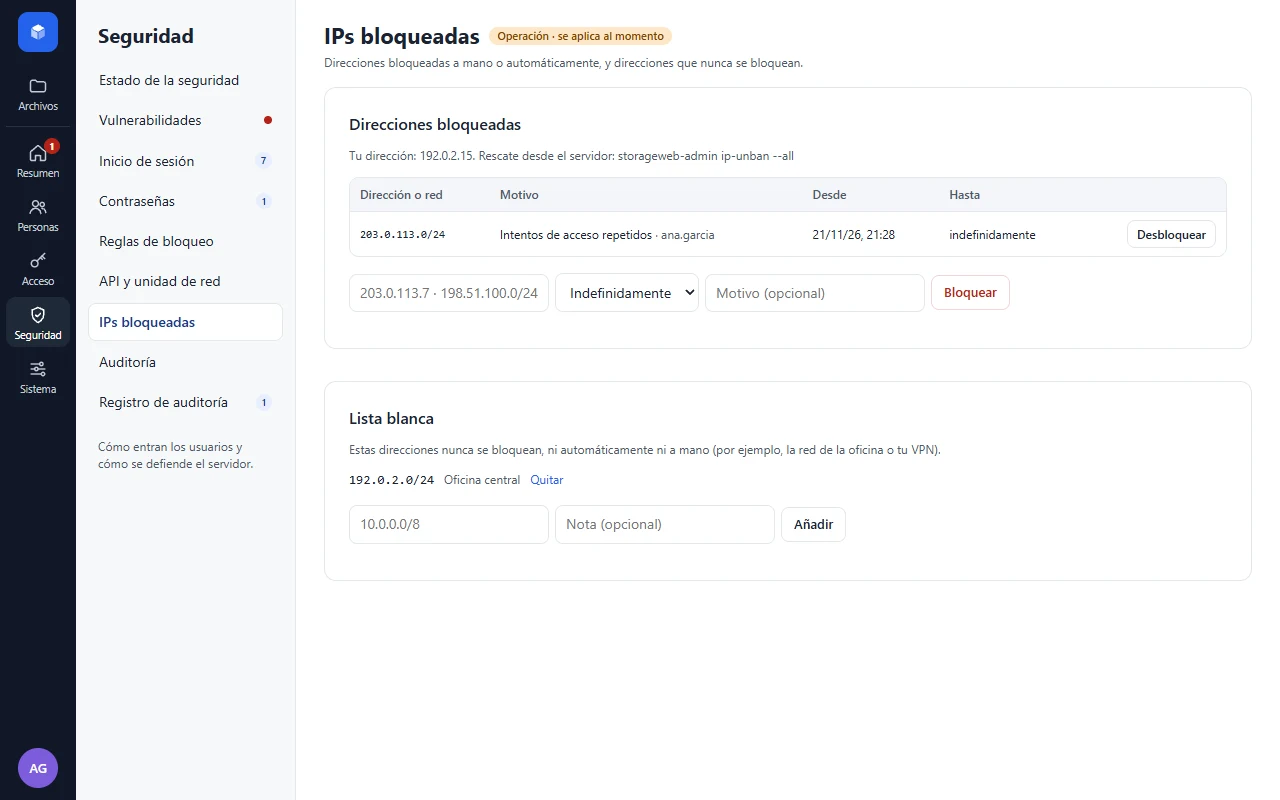 Archivos
1
Resumen
Personas
Acceso
Seguridad
Sistema
AG
Seguridad
Estado de la seguridad
Vulnerabilidades
Inicio de sesión 7
Contraseñas 1
Reglas de bloqueo
API y unidad de red
IPs bloqueadas
Auditoría
Registro de auditoría 1
Cómo entran los usuarios y
cómo se defiende el servidor.
IPs bloqueadas Operación · se aplica al momento
Direcciones bloqueadas a mano o automáticamente, y direcciones que nunca se bloquean.
Direcciones bloqueadas
Tu dirección: 192.0.2.15. Rescate desde el servidor: storageweb-admin ip-unban --all
Dirección o red Motivo Desde Hasta
203.0.113.0/24 Intentos de acceso repetidos · ana.garcia 21/11/26, 21:28 indefinidamente Desbloquear
203.0.113.7 · 198.51.100.0/24 Indefinidamente Motivo (opcional) Bloquear
Lista blanca
Estas direcciones nunca se bloquean, ni automáticamente ni a mano (por ejemplo, la red de la oficina o tu VPN).
192.0.2.0/24 Oficina central Quitar
10.0.0.0/8 Nota (opcional) Añadir